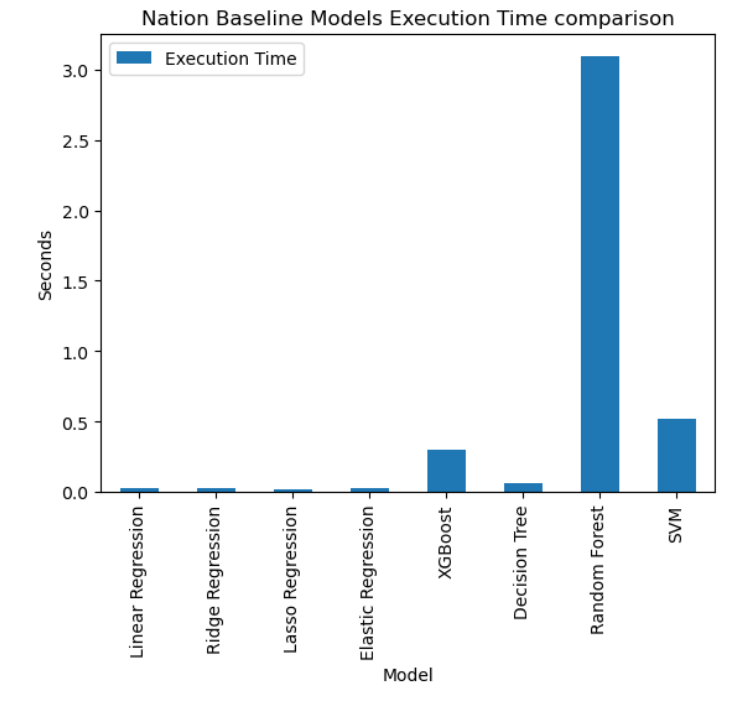 Nation Baseline Models Execution Time comparison
Execution Time
3.0
2.5
2.0
1.5
1.0
0.5
0.0
Seconds
Linear Regression
Ridge Regression
Lasso Regression
Elastic Regression
XGBoost
Decision Tree
Random Forest
SVM
Model